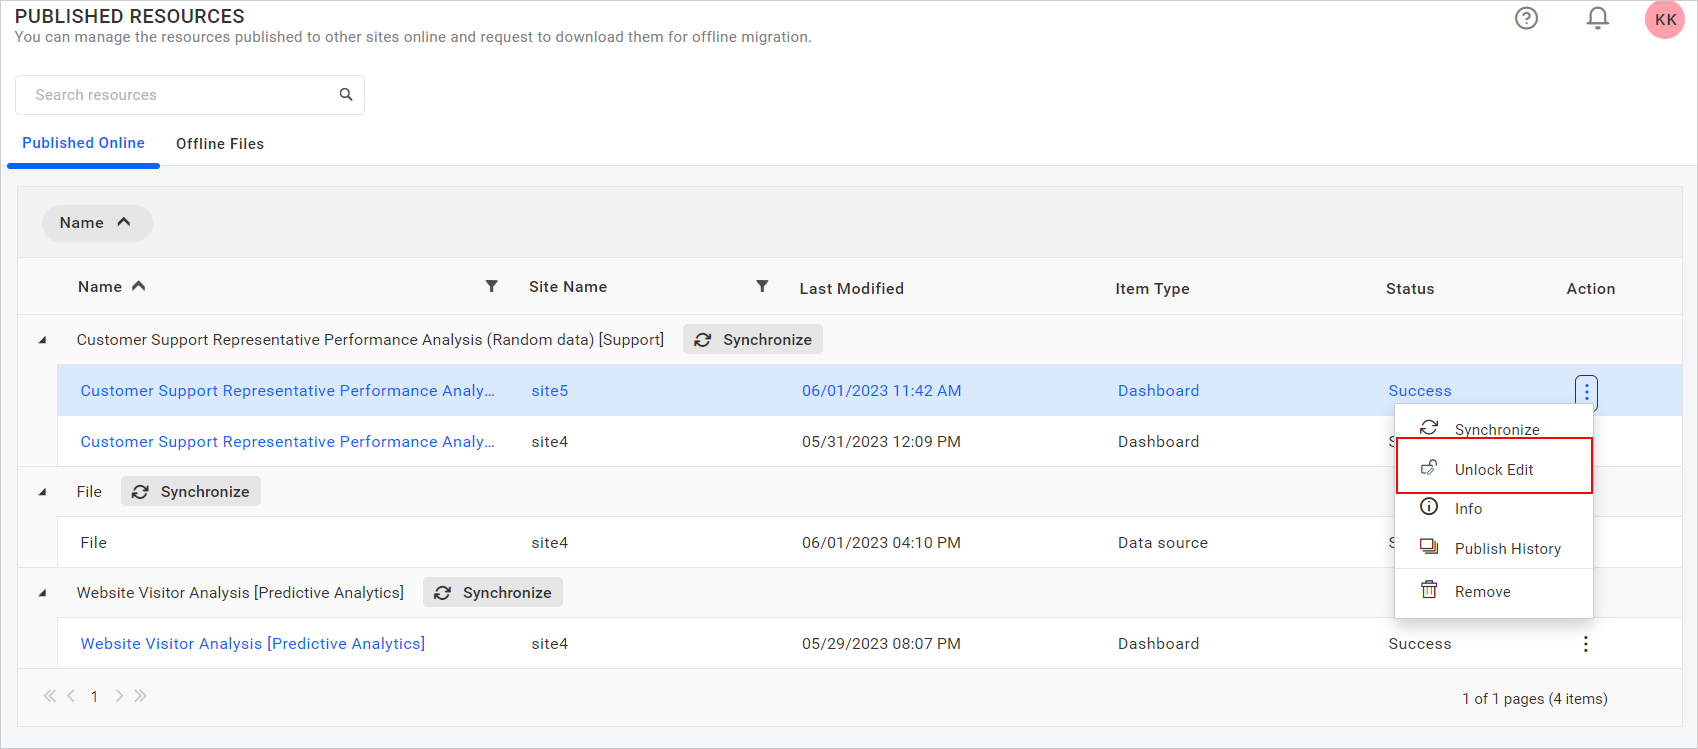 PUBLISHED RESOURCES
You can manage the resources published to other sites online and request to download them for offline migration.
KK
Search resources
Published Online Offline Files
Name
Name Site Name Last Modified Item Type Status Action
Customer Support Representative Performance Analysis (Random data) [Support] Synchronize
Customer Support Representative Performance Analy... site5 06/01/2023 11:42 AM Dashboard Success
Customer Support Representative Performance Analy... site4 05/31/2023 12:09 PM Dashboard
Synchronize
Unlock Edit
Info
Publish History
Remove
File Synchronize
File site4 06/01/2023 04:10 PM Data source
Website Visitor Analysis [Predictive Analytics] Synchronize
Website Visitor Analysis [Predictive Analytics] site4 05/29/2023 08:07 PM Dashboard Success
1
1 of 1 pages (4 items)